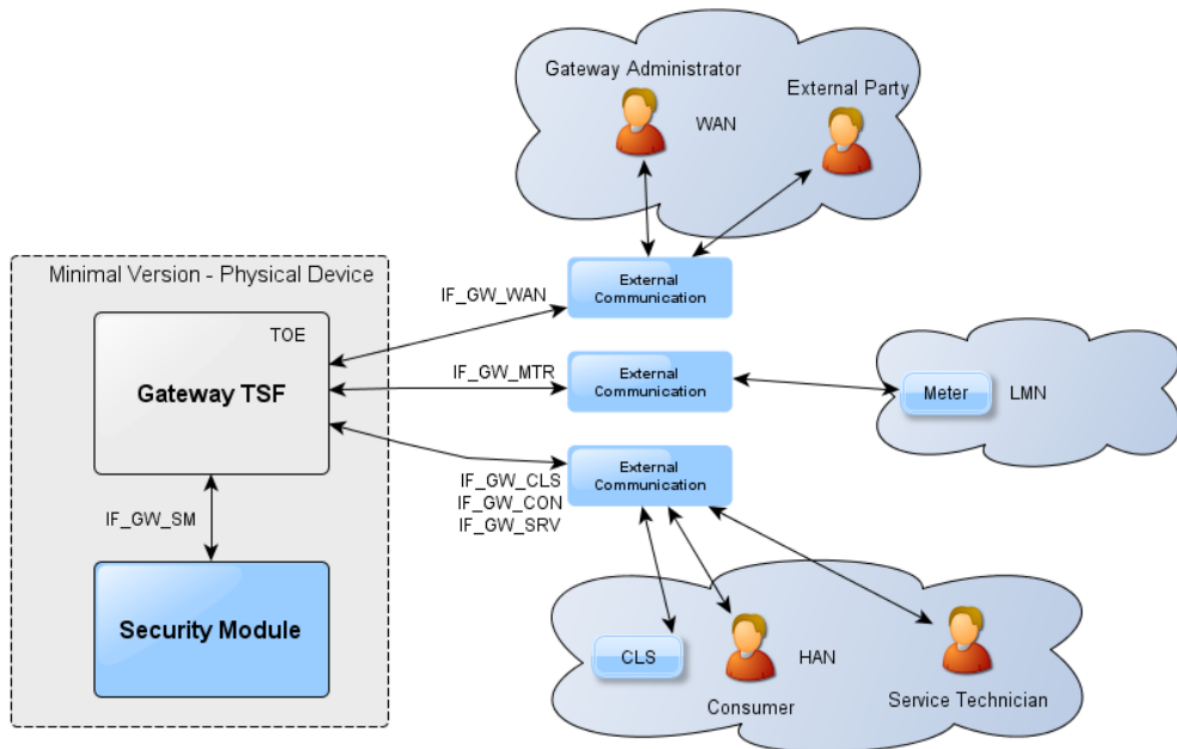 Gateway Administrator
External Party
WAN
Minimal Version - Physical Device
TOE
Gateway TSF
IF_GW_SM
Security Module
IF_GW_WAN
External
Communication
IF_GW_MTR
External
Communication
Meter
LMN
External
Communication
IF_GW_CLS
IF_GW_CON
IF_GW_SRV
CLS
HAN
Consumer
Service Technician